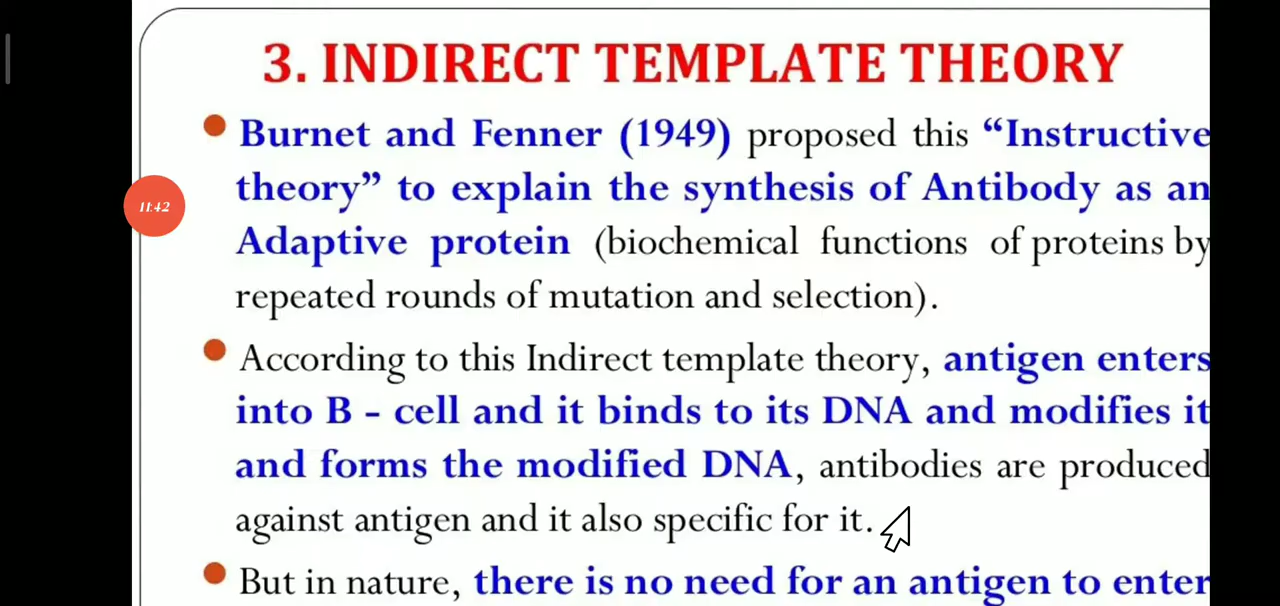 3. INDIRECT TEMPLATE THEORY
Burnet and Fenner (1949) proposed this “Instructive
theory” to explain the synthesis of Antibody as an
11:42
Adaptive protein (biochemical functions of proteins by
repeated rounds of mutation and selection).
According to this Indirect template theory, antigen enters
into B - cell and it binds to its DNA and modifies it
and forms the modified DNA, antibodies are produced
against antigen and it also specific for it.
But in nature, there is no need for an antigen to enter